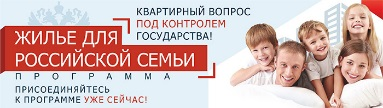 КВАРТИРНЫЙ ВОПРОС
ПОД КОНТРОЛЕМ
ГОСУДАРСТВА!
ЖИЛЬЕ ДЛЯ
РОССИЙСКОЙ СЕМЬИ
ПРОГРАММА
ПРИСОЕДИНЯЙТЕСЬ
К ПРОГРАММЕ УЖЕ СЕЙЧАС!